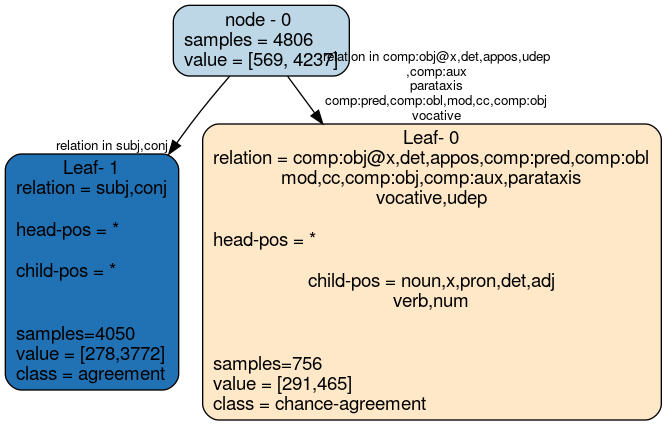 node - 0
samples = 4806
value = [569, 4237]
relation in comp:obj@x,det,appos,udep
,comp:aux
parataxis
comp:pred,comp:obl,mod,cc,comp:obj
vocative
relation in subj,conj
Leaf- 1
relation = subj,conj
head-pos = *
child-pos = *
samples=4050
value = [278,3772]
class = agreement
Leaf- 0
relation = comp:obj@x,det,appos,comp:pred,comp:obl
mod,cc,comp:obj,comp:aux,parataxis
vocative,udep
head-pos = *
child-pos = noun,x,pron,det,adj
verb,num
samples=756
value = [291,465]
class = chance-agreement